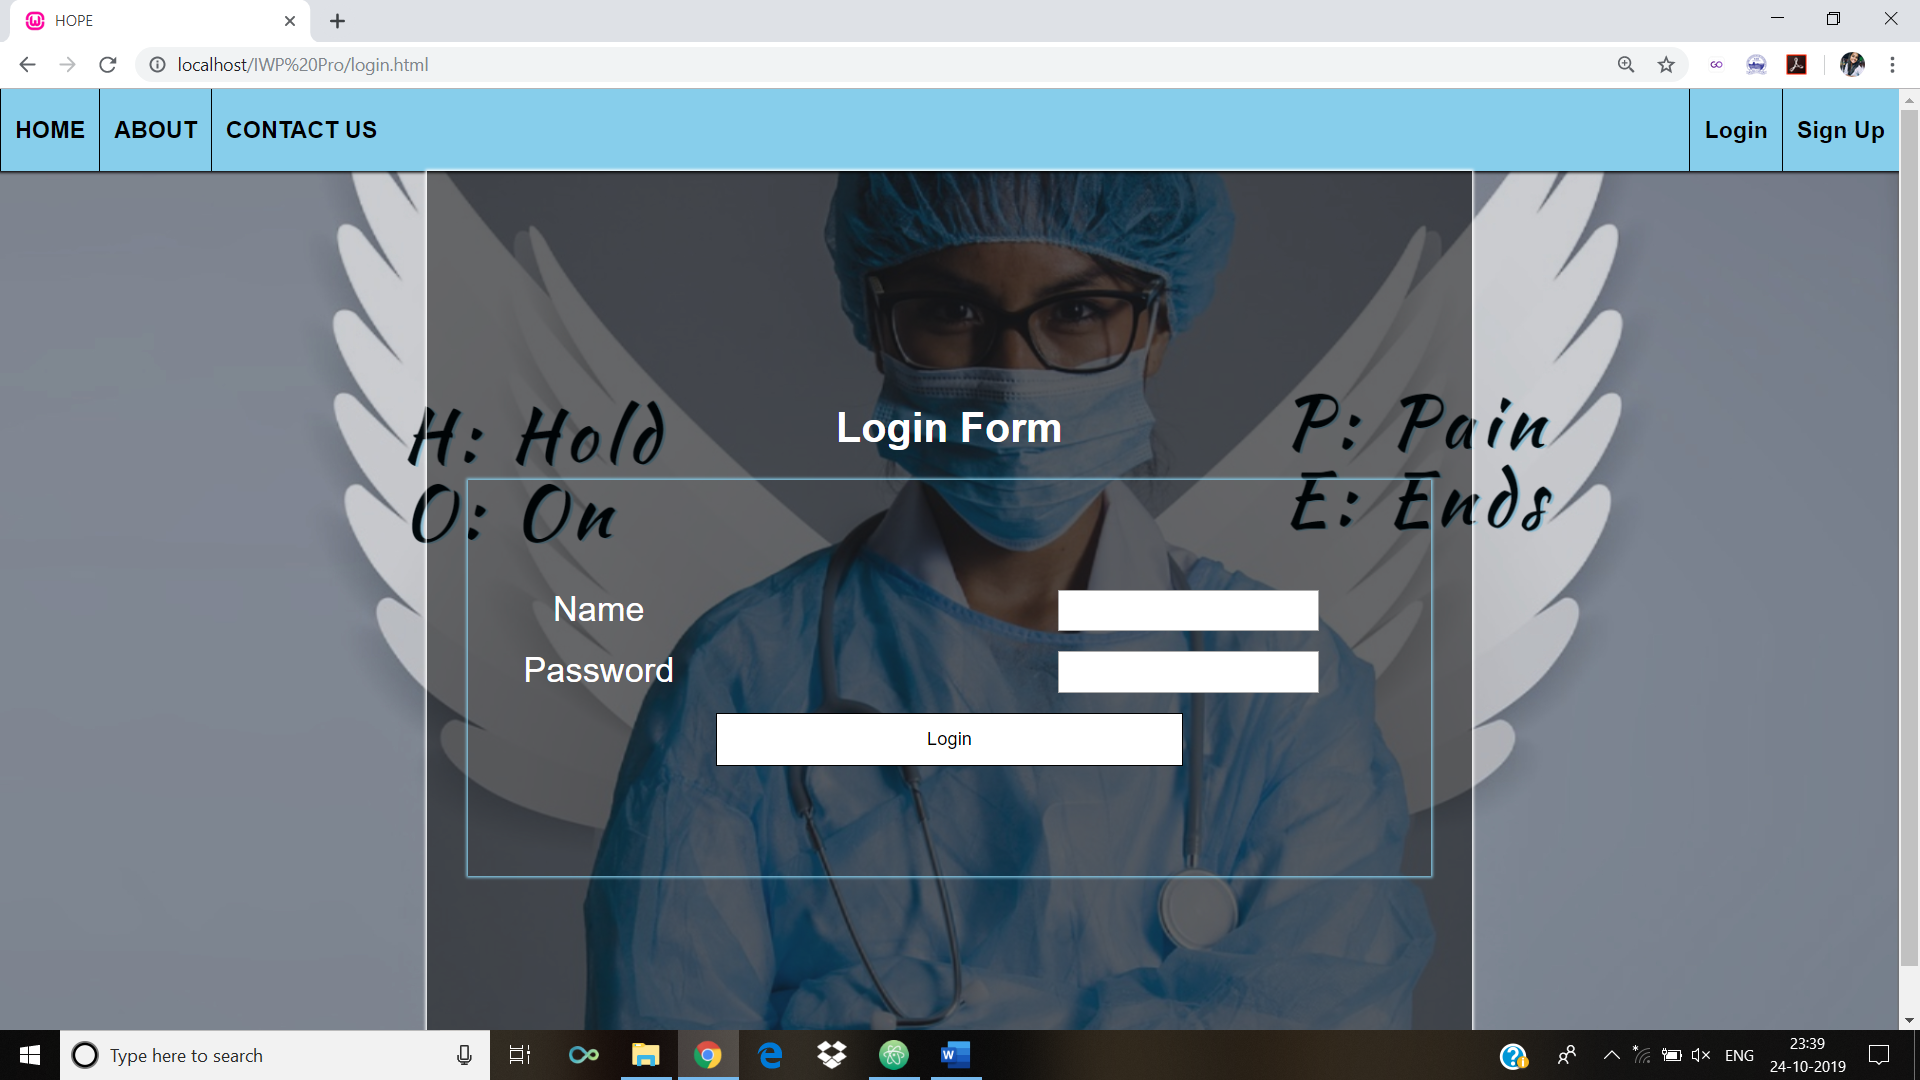 HOPE
localhost/IWP%20Pro/login.html
HOME ABOUT CONTACT US Login Sign Up
Login Form
H: Hold
O: On
P: Pain
E: Ends
Name
Password
Login
Type here to search
W
ENG
23:39
24-10-2019